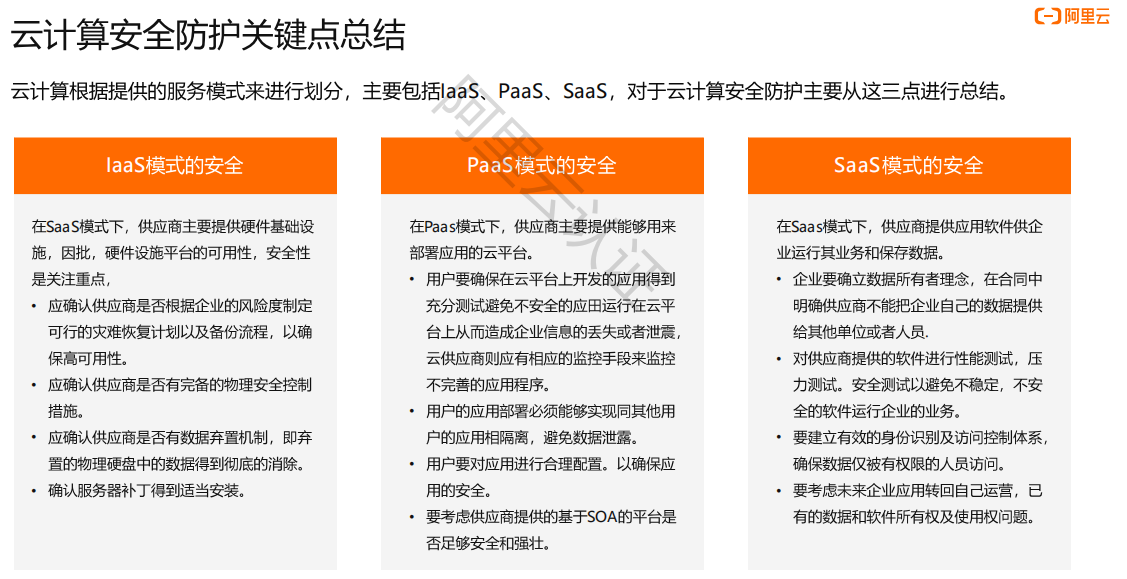 阿里云
云计算安全防护关键点总结
云计算根据提供的服务模式来进行划分，主要包括IaaS、PaaS、SaaS，对于云计算安全防护主要从这三点进行总结。
IaaS模式的安全
在SaaS模式下，供应商主要提供硬件基础设
施，因批，硬件设施平台的可用性，安全性
是关注重点，
• 应确认供应商是否根据企业的风险度制定
可行的灾难恢复计划以及备份流程，以确
保高可用性。
• 应确认供应商是否有完备的物理安全控制
措施。
• 应确认供应商是否有数据弃置机制，即弃
置的物理硬盘中的数据得到彻底的消除。
• 确认服务器补丁得到适当安装。
PaaS模式的安全
在Paas模式下，供应商主要提供能够用来
部署应用的云平台。
• 用户要确保在云平台上开发的应用得到
充分测试避免不安全的应田运行在云平
台上从而造成企业信息的丢失或者泄震，
云供应商则应有相应的监控手段来监控
不完善的应用程序。
• 用户的应用部署必须能够实现同其他用
户的应用相隔离，避免数据泄露。
• 用户要对应用进行合理配置。以确保应
用的安全。
• 要考虑供应商提供的基于SOA的平台是
否足够安全和强壮。
SaaS模式的安全
在Saas模式下，供应商提供应用软件供企
业运行其业务和保存数据。
• 企业要确立数据所有者理念，在合同中
明确供应商不能把企业自己的数据提供
给其他单位或者人员.
• 对供应商提供的软件进行性能测试，压
力测试。安全测试以避免不稳定，不安
全的软件运行企业的业务。
• 要建立有效的身份识别及访问控制体系，
确保数据仅被有权限的人员访问。
• 要考虑未来企业应用转回自己运营，已
有的数据和软件所有权及使用权问题。
阿里云认证